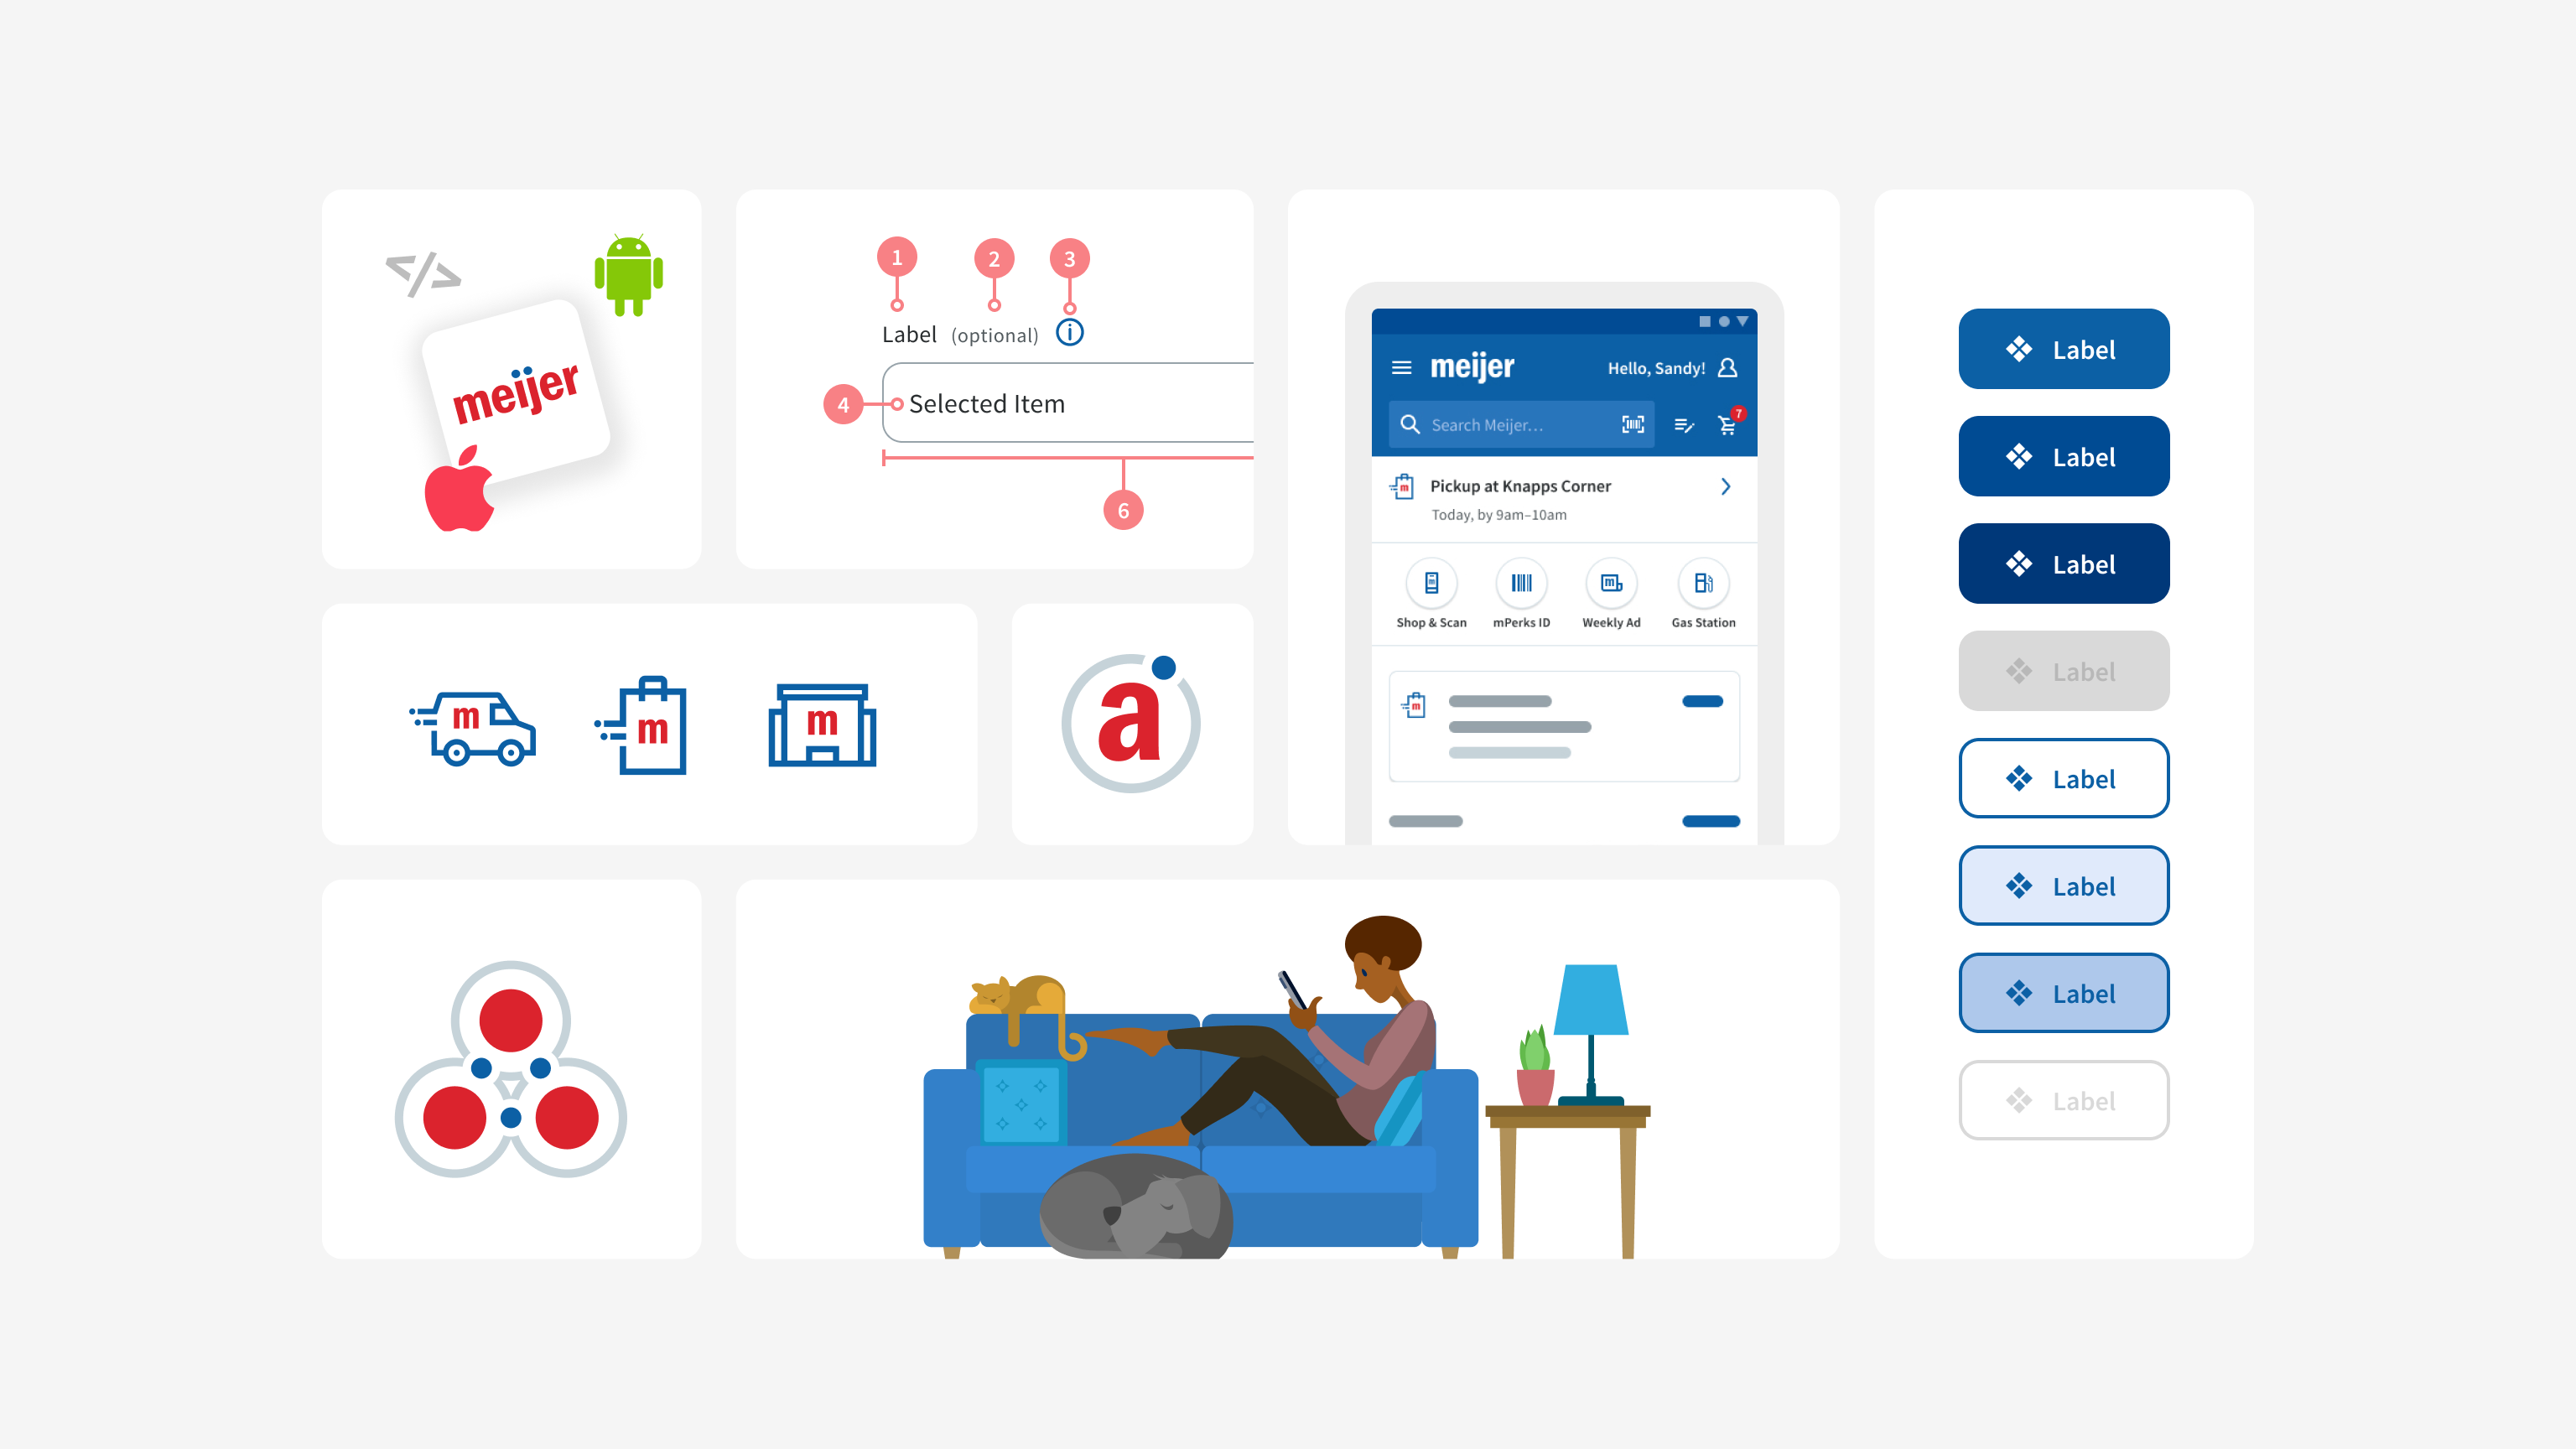 </>
meijer
1
2
3
Label (optional) i
4
Selected Item
6
m
m
m
a
meijer
Hello, Sandy!
Search Meijer...
7
m
Pickup at Knapps Corner
Today, by 9am–10am
m
m
Shop & Scan
mPerks ID
Weekly Ad
Gas Station
m
Label
Label
Label
Label
Label
Label
Label
Label